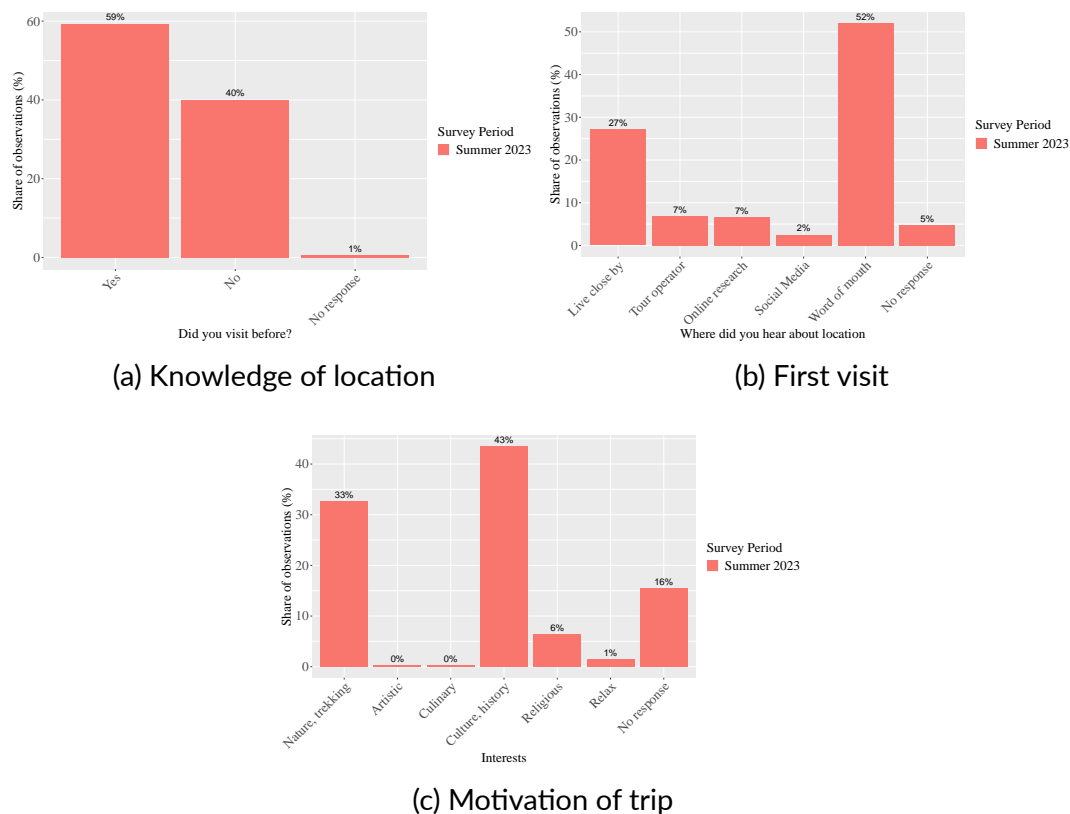 59%
60
40%
40
20
1%
0
Share of observations (%)
Yes
No
No response
Did you visit before?
Survey Period
Summer 2023
(a) Knowledge of location
52%
50
40
30
27%
20
10
7%
7%
2%
5%
0
Share of observations (%)
Live close by
Tour operator
Online research
Social Media
Word of mouth
No response
Where did you hear about location
Survey Period
Summer 2023
(b) First visit
43%
40
33%
30
20
16%
10
6%
0%
0%
1%
0
Share of observations (%)
Nature, trekking
Artistic
Culinary
Culture, history
Religious
Relax
No response
Interests
Survey Period
Summer 2023
(c) Motivation of trip